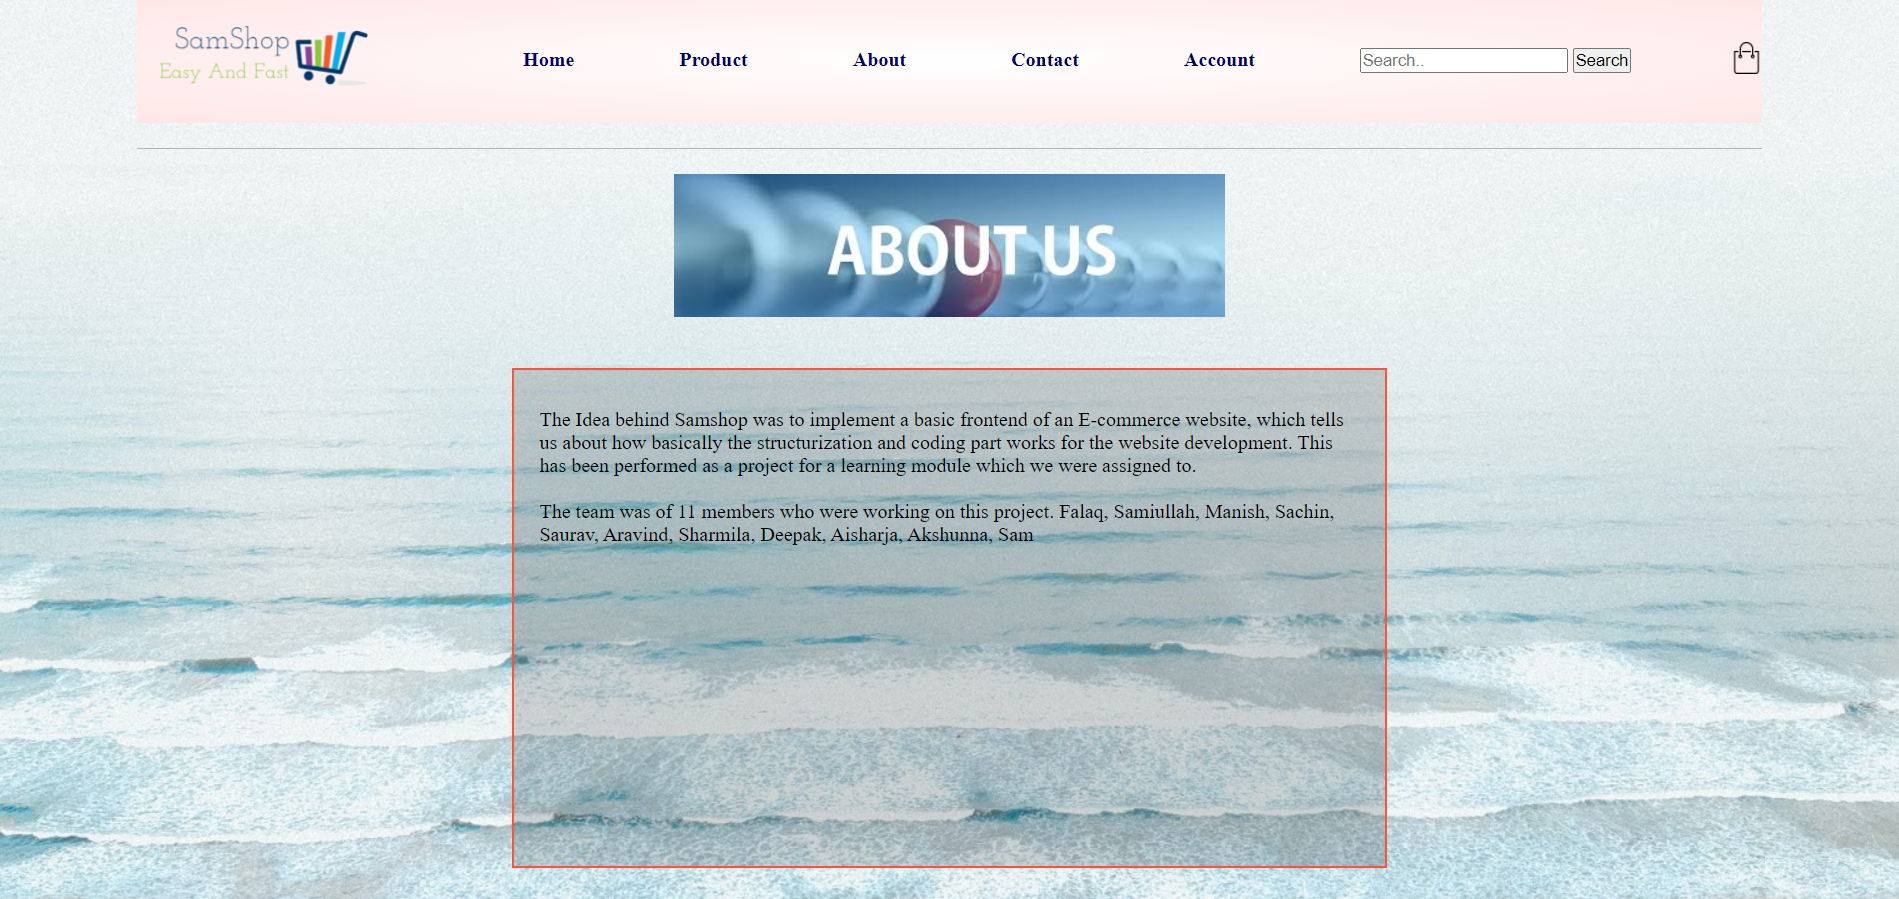 SamShop
Easy And Fast
Home
Product
About
Contact
Account
Search..
Search
ABOUT US
The Idea behind Samshop was to implement a basic frontend of an E-commerce website, which tells
us about how basically the structurization and coding part works for the website development. This
has been performed as a project for a learning module which we were assigned to.
The team was of 11 members who were working on this project. Falaq, Samiullah, Manish, Sachin,
Saurav, Aravind, Sharmila, Deepak, Aisharja, Akshunna, Sam